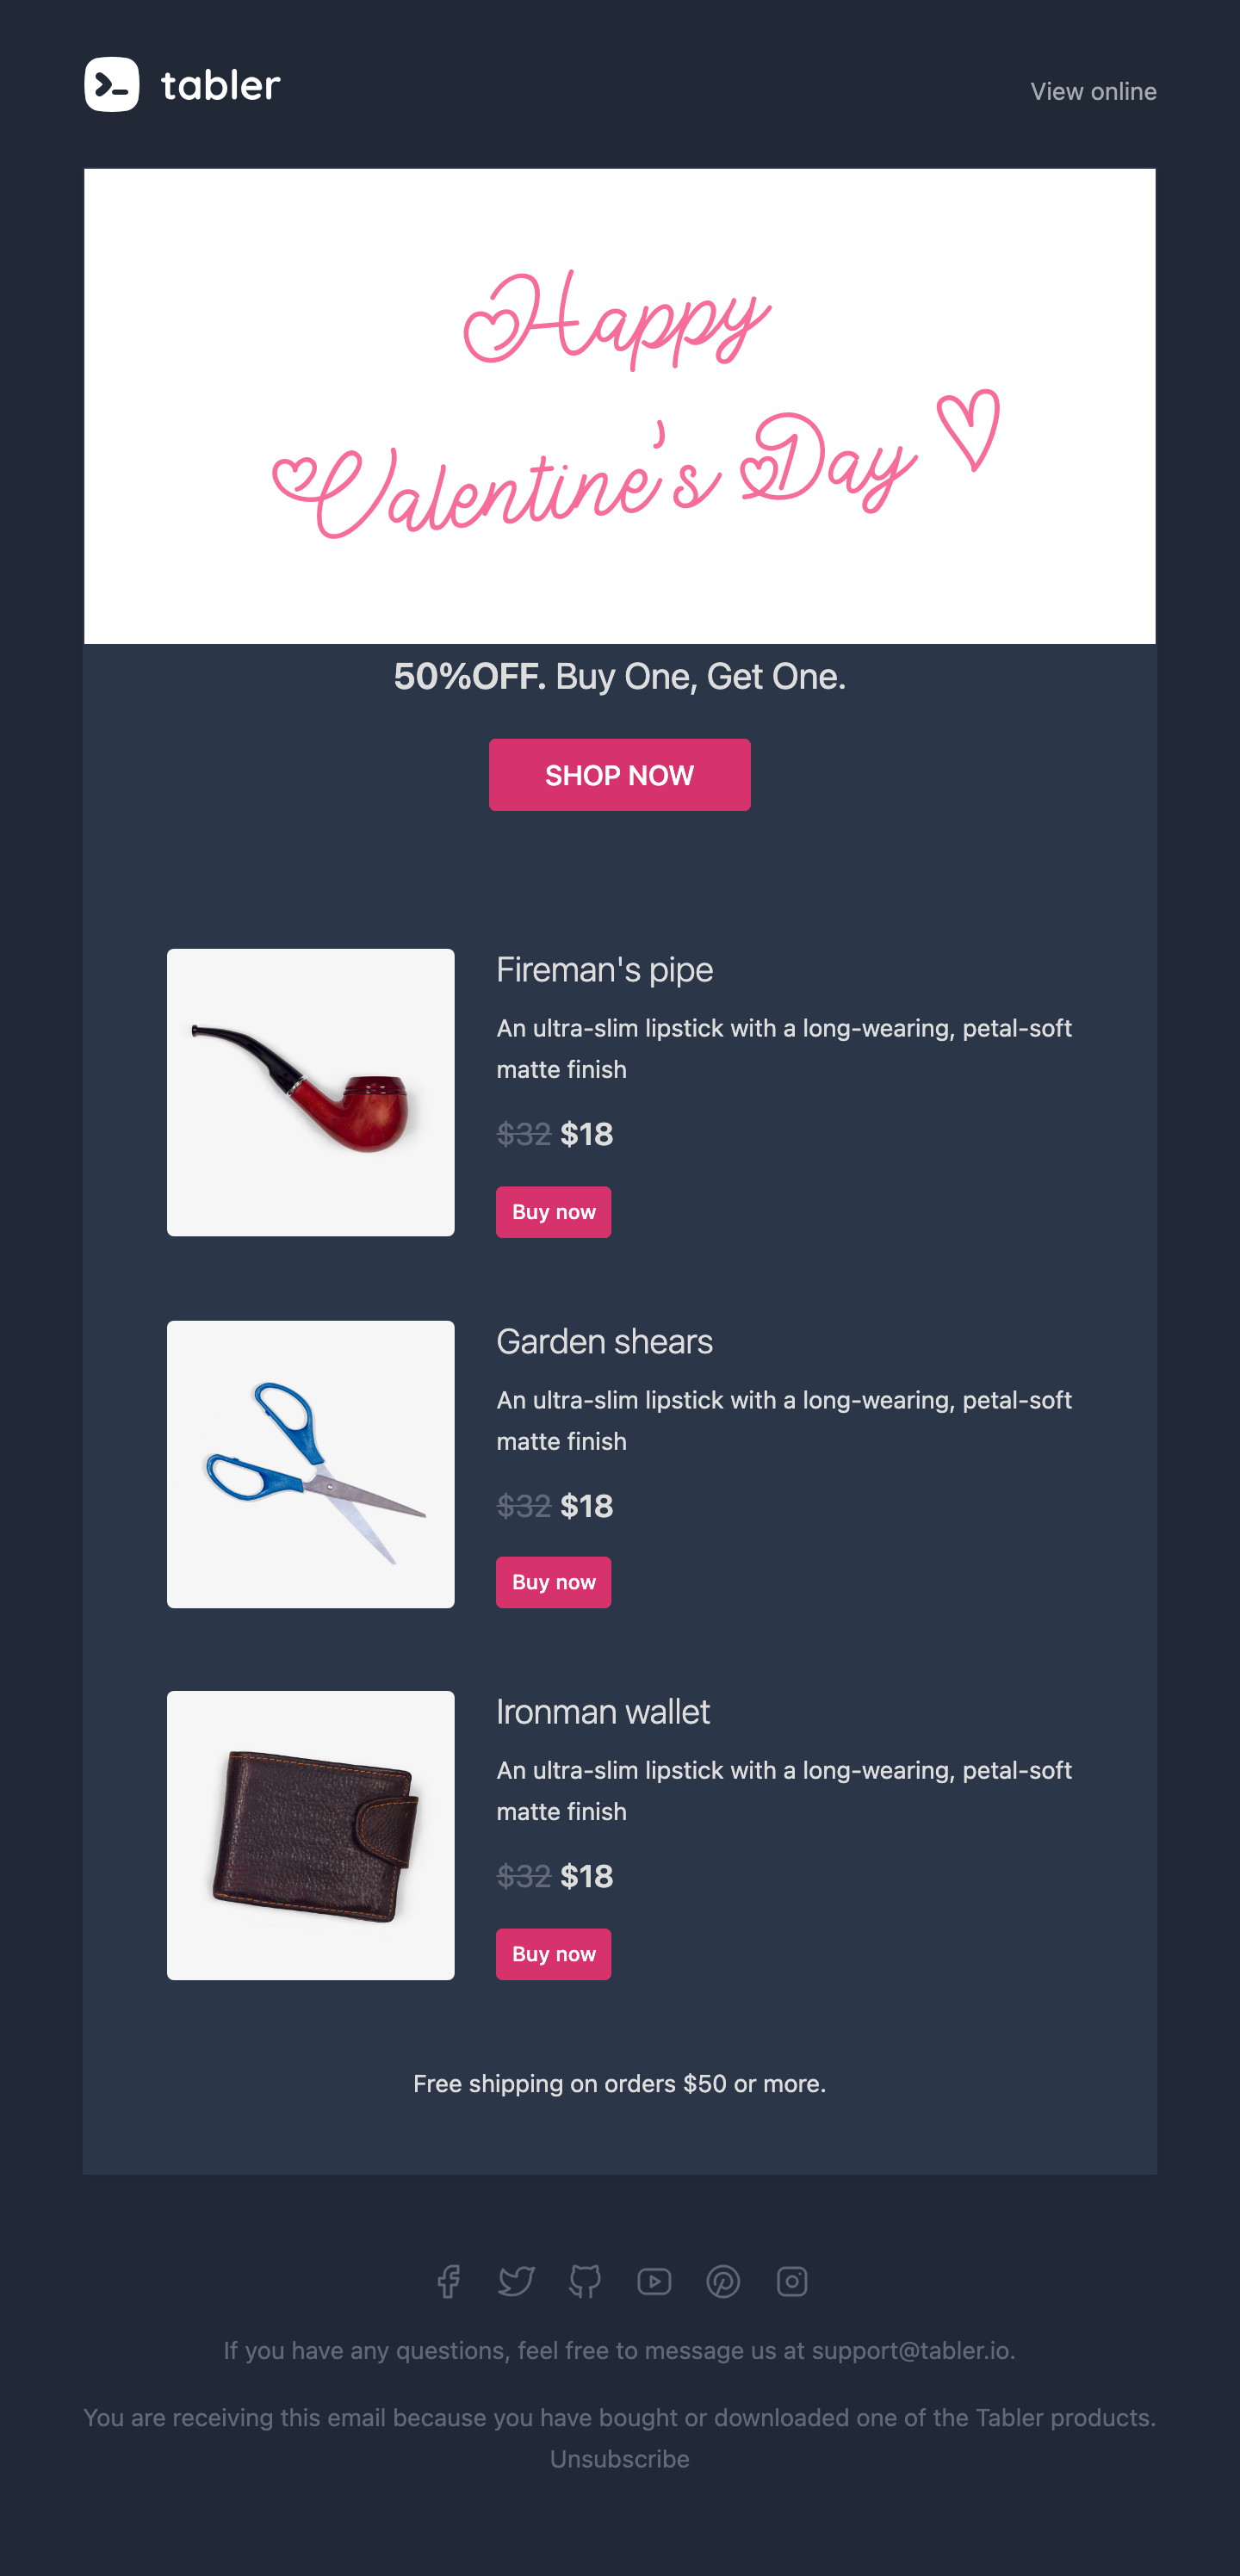 tabler
View online
Happy
Valentine's Day
50%OFF. Buy One, Get One.
SHOP NOW
Fireman's pipe
An ultra-slim lipstick with a long-wearing, petal-soft
matte finish
$32 $18
Buy now
Garden shears
An ultra-slim lipstick with a long-wearing, petal-soft
matte finish
$32 $18
Buy now
Ironman wallet
An ultra-slim lipstick with a long-wearing, petal-soft
matte finish
$32 $18
Buy now
Free shipping on orders $50 or more.
If you have any questions, feel free to message us at support@tabler.io.
You are receiving this email because you have bought or downloaded one of the Tabler products.
Unsubscribe